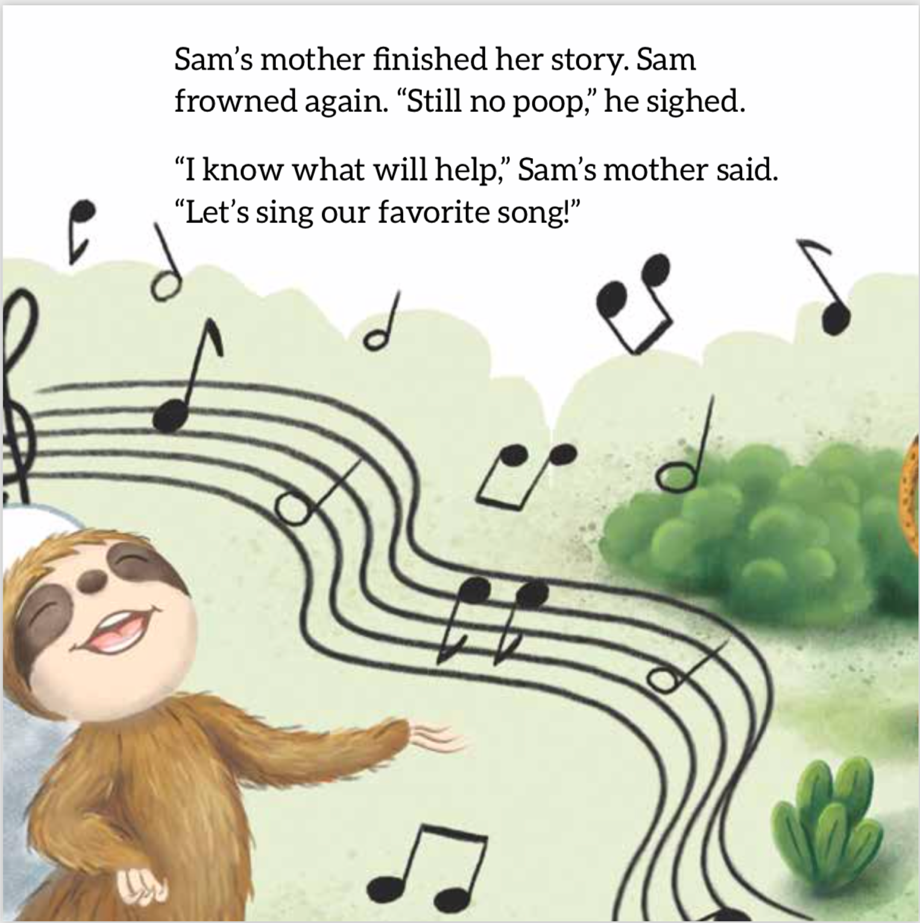 Sam’s mother finished her story. Sam
frowned again. “Still no poop,” he sighed.
“I know what will help,” Sam’s mother said.
“Let’s sing our favorite song!”